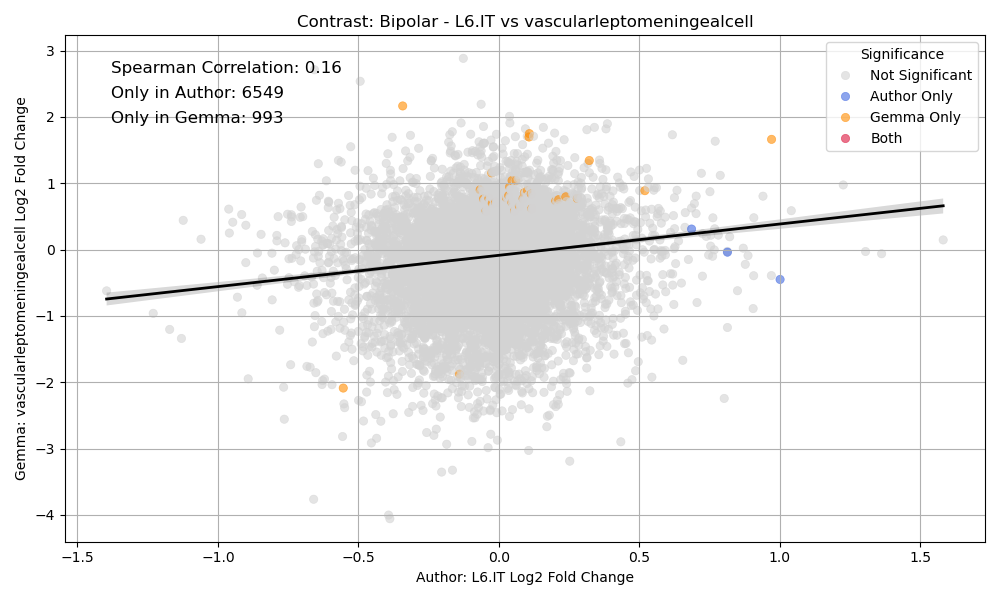 Contrast: Bipolar - L6.IT vs vascularleptomeningealcell
Spearman Correlation: 0.16
Only in Author: 6549
Only in Gemma: 993
Significance
Not Significant
Author Only
Gemma Only
Both
Gemma: vascularleptomeningealcell Log2 Fold Change
3
2
1
0
−1
−2
−3
−4
−1.5
−1.0
−0.5
0.0
0.5
1.0
1.5
Author: L6.IT Log2 Fold Change